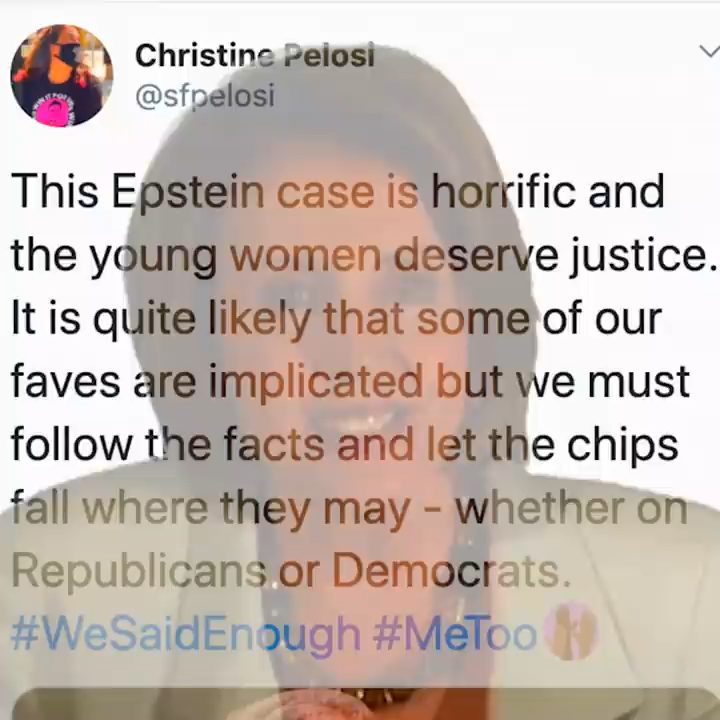 Christine Pelosi
@sfpelosi
This Epstein case is horrific and
the young women deserve justice.
It is quite likely that some of our
faves are implicated but we must
follow the facts and let the chips
fall where they may - whether on
Republicans or Democrats.
#WeSaidEnough #MeToo